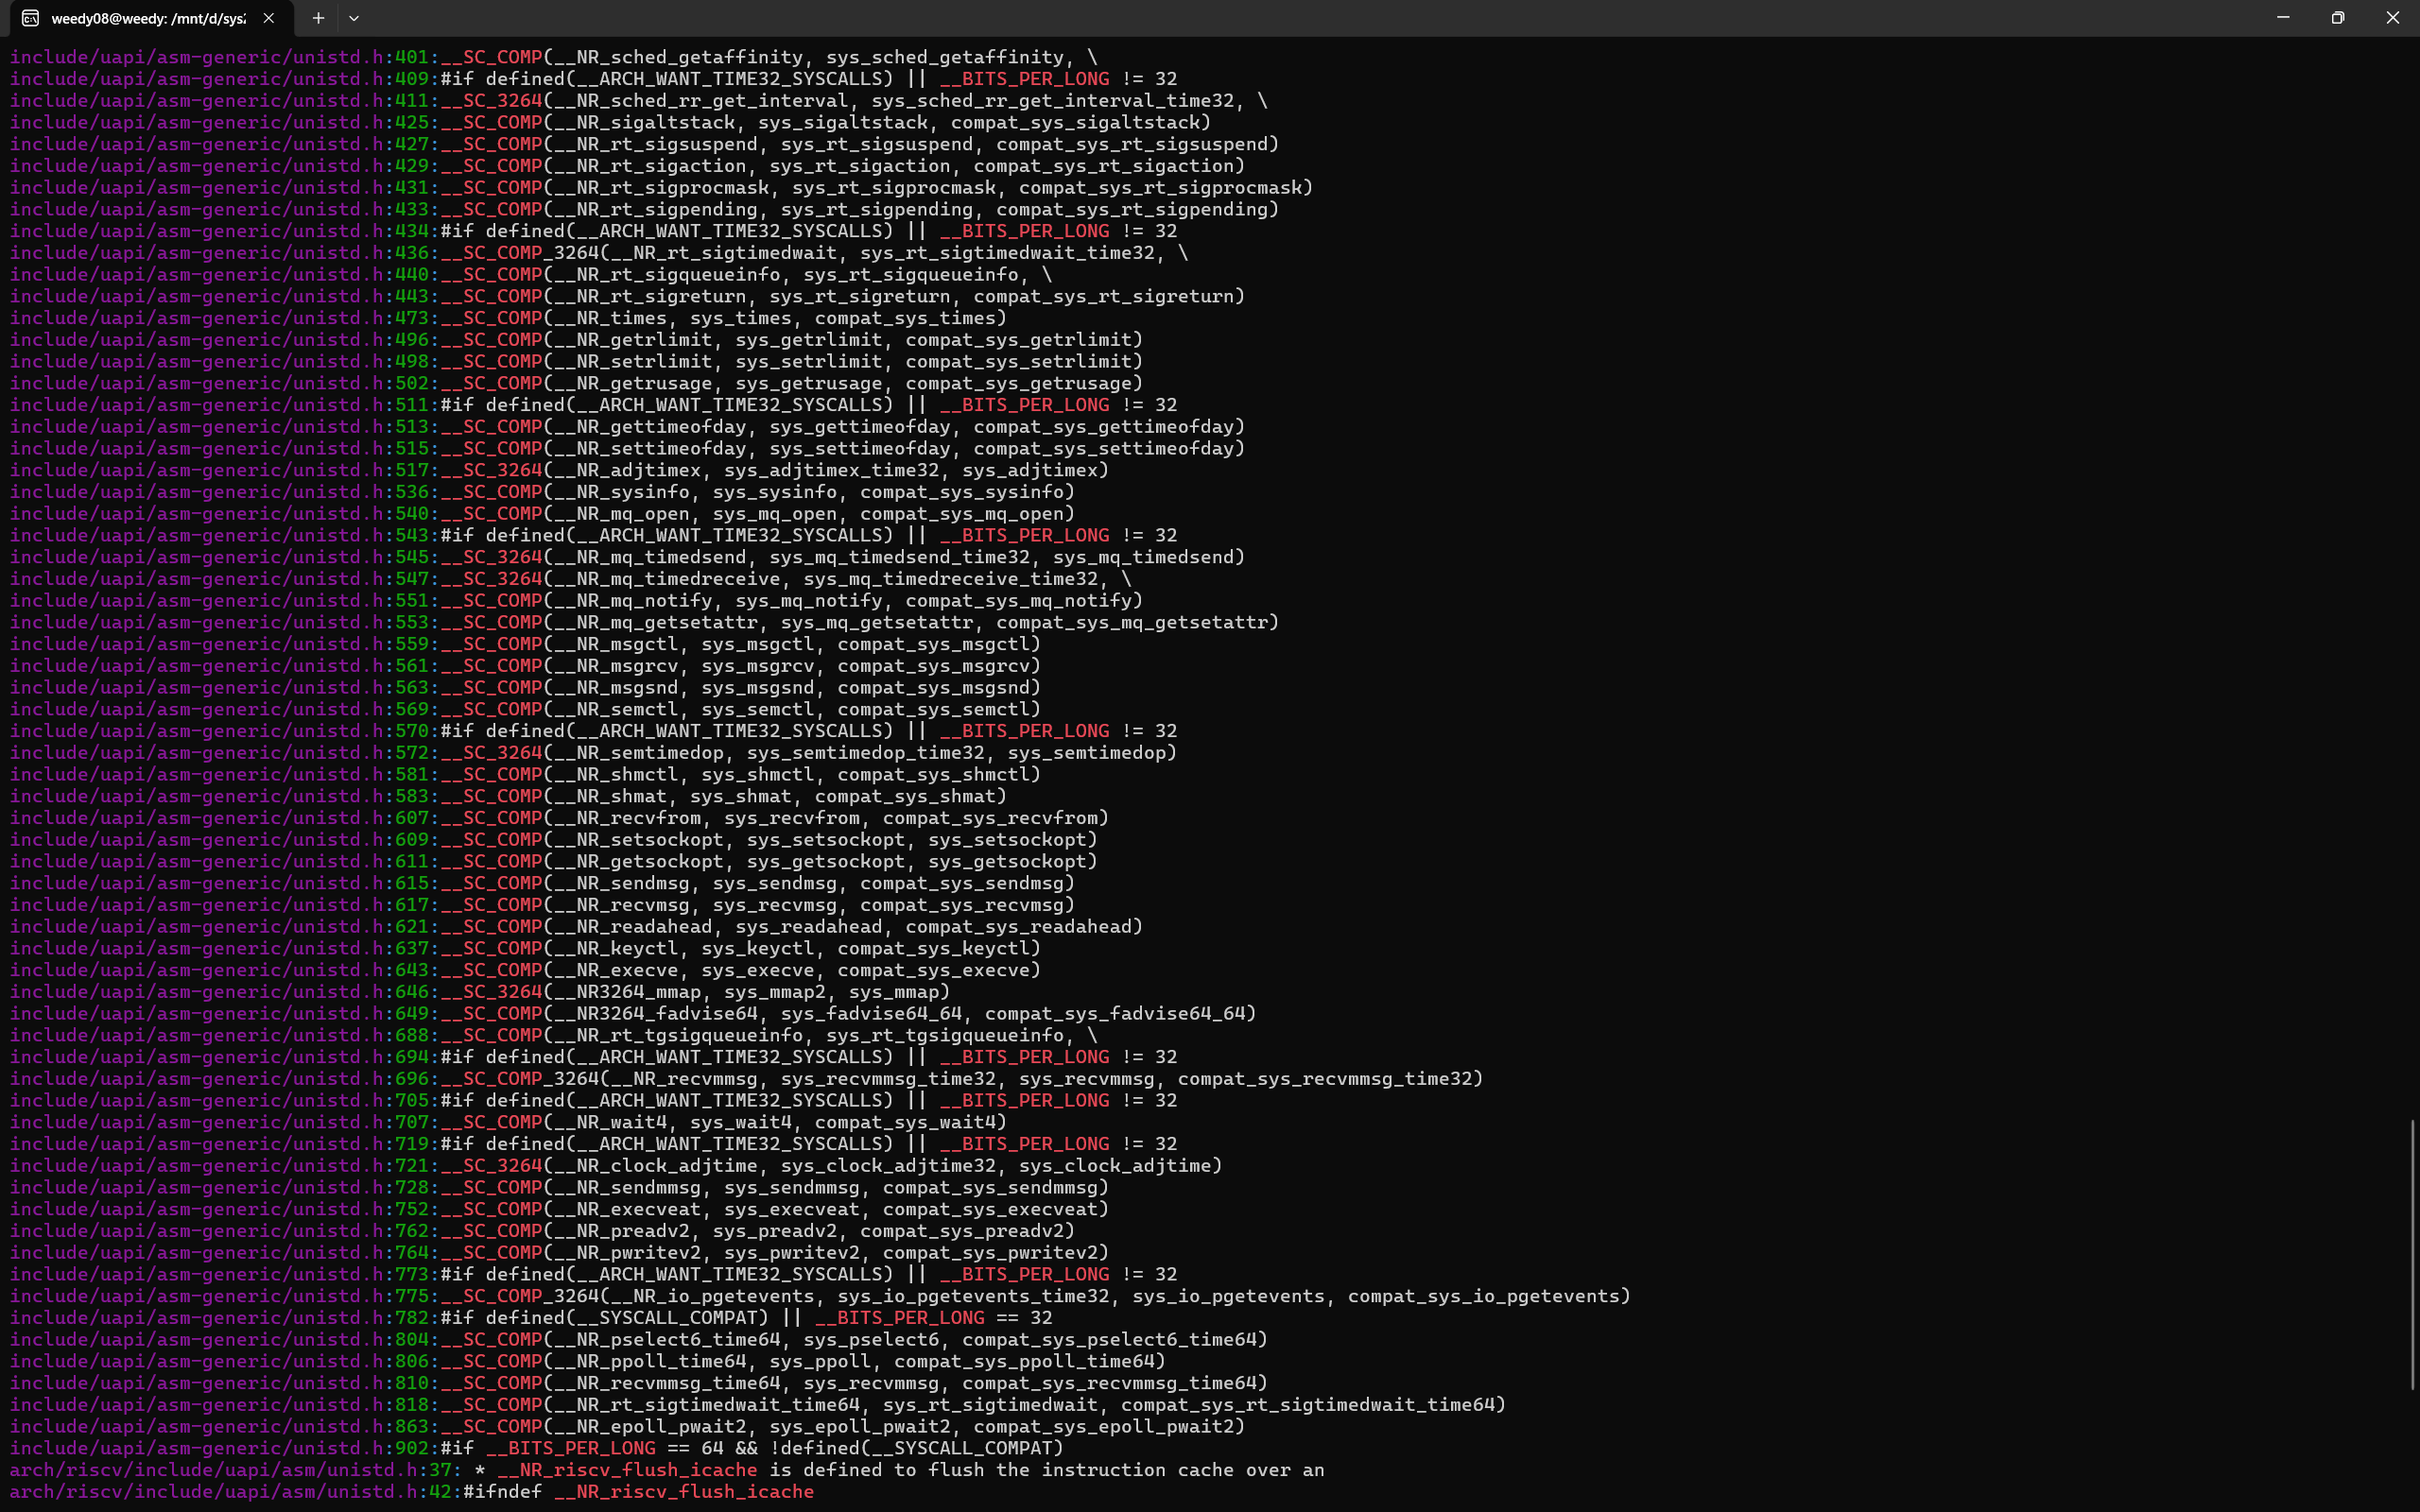 weedy08@weedy: /mnt/d/sys
include/uapi/asm-generic/unistd.h:401:__SC_COMP(__NR_sched_getaffinity, sys_sched_getaffinity, \
include/uapi/asm-generic/unistd.h:409:#if defined(__ARCH_WANT_TIME32_SYSCALLS) || __BITS_PER_LONG != 32
include/uapi/asm-generic/unistd.h:411:__SC_3264(__NR_sched_rr_get_interval, sys_sched_rr_get_interval_time32, \
include/uapi/asm-generic/unistd.h:425:__SC_COMP(__NR_sigaltstack, sys_sigaltstack, compat_sys_sigaltstack)
include/uapi/asm-generic/unistd.h:427:__SC_COMP(__NR_rt_sigsuspend, sys_rt_sigsuspend, compat_sys_rt_sigsuspend)
include/uapi/asm-generic/unistd.h:429:__SC_COMP(__NR_rt_sigaction, sys_rt_sigaction, compat_sys_rt_sigaction)
include/uapi/asm-generic/unistd.h:431:__SC_COMP(__NR_rt_sigprocmask, sys_rt_sigprocmask, compat_sys_rt_sigprocmask)
include/uapi/asm-generic/unistd.h:433:__SC_COMP(__NR_rt_sigpending, sys_rt_sigpending, compat_sys_rt_sigpending)
include/uapi/asm-generic/unistd.h:434:#if defined(__ARCH_WANT_TIME32_SYSCALLS) || __BITS_PER_LONG != 32
include/uapi/asm-generic/unistd.h:436:__SC_COMP_3264(__NR_rt_sigtimedwait, sys_rt_sigtimedwait_time32, \
include/uapi/asm-generic/unistd.h:440:__SC_COMP(__NR_rt_sigqueueinfo, sys_rt_sigqueueinfo, \
include/uapi/asm-generic/unistd.h:443:__SC_COMP(__NR_rt_sigreturn, sys_rt_sigreturn, compat_sys_rt_sigreturn)
include/uapi/asm-generic/unistd.h:473:__SC_COMP(__NR_times, sys_times, compat_sys_times)
include/uapi/asm-generic/unistd.h:496:__SC_COMP(__NR_getrlimit, sys_getrlimit, compat_sys_getrlimit)
include/uapi/asm-generic/unistd.h:498:__SC_COMP(__NR_setrlimit, sys_setrlimit, compat_sys_setrlimit)
include/uapi/asm-generic/unistd.h:502:__SC_COMP(__NR_getrusage, sys_getrusage, compat_sys_getrusage)
include/uapi/asm-generic/unistd.h:511:#if defined(__ARCH_WANT_TIME32_SYSCALLS) || __BITS_PER_LONG != 32
include/uapi/asm-generic/unistd.h:513:__SC_COMP(__NR_gettimeofday, sys_gettimeofday, compat_sys_gettimeofday)
include/uapi/asm-generic/unistd.h:515:__SC_COMP(__NR_settimeofday, sys_settimeofday, compat_sys_settimeofday)
include/uapi/asm-generic/unistd.h:517:__SC_3264(__NR_adjtimex, sys_adjtimex_time32, sys_adjtimex)
include/uapi/asm-generic/unistd.h:536:__SC_COMP(__NR_sysinfo, sys_sysinfo, compat_sys_sysinfo)
include/uapi/asm-generic/unistd.h:540:__SC_COMP(__NR_mq_open, sys_mq_open, compat_sys_mq_open)
include/uapi/asm-generic/unistd.h:543:#if defined(__ARCH_WANT_TIME32_SYSCALLS) || __BITS_PER_LONG != 32
include/uapi/asm-generic/unistd.h:545:__SC_3264(__NR_mq_timedsend, sys_mq_timedsend_time32, sys_mq_timedsend)
include/uapi/asm-generic/unistd.h:547:__SC_3264(__NR_mq_timedreceive, sys_mq_timedreceive_time32, \
include/uapi/asm-generic/unistd.h:551:__SC_COMP(__NR_mq_notify, sys_mq_notify, compat_sys_mq_notify)
include/uapi/asm-generic/unistd.h:553:__SC_COMP(__NR_mq_getsetattr, sys_mq_getsetattr, compat_sys_mq_getsetattr)
include/uapi/asm-generic/unistd.h:559:__SC_COMP(__NR_msgctl, sys_msgctl, compat_sys_msgctl)
include/uapi/asm-generic/unistd.h:561:__SC_COMP(__NR_msgrcv, sys_msgrcv, compat_sys_msgrcv)
include/uapi/asm-generic/unistd.h:563:__SC_COMP(__NR_msgsnd, sys_msgsnd, compat_sys_msgsnd)
include/uapi/asm-generic/unistd.h:569:__SC_COMP(__NR_semctl, sys_semctl, compat_sys_semctl)
include/uapi/asm-generic/unistd.h:570:#if defined(__ARCH_WANT_TIME32_SYSCALLS) || __BITS_PER_LONG != 32
include/uapi/asm-generic/unistd.h:572:__SC_3264(__NR_semtimedop, sys_semtimedop_time32, sys_semtimedop)
include/uapi/asm-generic/unistd.h:581:__SC_COMP(__NR_shmctl, sys_shmctl, compat_sys_shmctl)
include/uapi/asm-generic/unistd.h:583:__SC_COMP(__NR_shmat, sys_shmat, compat_sys_shmat)
include/uapi/asm-generic/unistd.h:607:__SC_COMP(__NR_recvfrom, sys_recvfrom, compat_sys_recvfrom)
include/uapi/asm-generic/unistd.h:609:__SC_COMP(__NR_setsockopt, sys_setsockopt, sys_setsockopt)
include/uapi/asm-generic/unistd.h:611:__SC_COMP(__NR_getsockopt, sys_getsockopt, sys_getsockopt)
include/uapi/asm-generic/unistd.h:615:__SC_COMP(__NR_sendmsg, sys_sendmsg, compat_sys_sendmsg)
include/uapi/asm-generic/unistd.h:617:__SC_COMP(__NR_recvmsg, sys_recvmsg, compat_sys_recvmsg)
include/uapi/asm-generic/unistd.h:621:__SC_COMP(__NR_readahead, sys_readahead, compat_sys_readahead)
include/uapi/asm-generic/unistd.h:637:__SC_COMP(__NR_keyctl, sys_keyctl, compat_sys_keyctl)
include/uapi/asm-generic/unistd.h:643:__SC_COMP(__NR_execve, sys_execve, compat_sys_execve)
include/uapi/asm-generic/unistd.h:646:__SC_3264(__NR3264_mmap, sys_mmap2, sys_mmap)
include/uapi/asm-generic/unistd.h:649:__SC_COMP(__NR3264_fadvise64, sys_fadvise64_64, compat_sys_fadvise64_64)
include/uapi/asm-generic/unistd.h:688:__SC_COMP(__NR_rt_tgsigqueueinfo, sys_rt_tgsigqueueinfo, \
include/uapi/asm-generic/unistd.h:694:#if defined(__ARCH_WANT_TIME32_SYSCALLS) || __BITS_PER_LONG != 32
include/uapi/asm-generic/unistd.h:696:__SC_COMP_3264(__NR_recvmmsg, sys_recvmmsg_time32, sys_recvmmsg, compat_sys_recvmmsg_time32)
include/uapi/asm-generic/unistd.h:705:#if defined(__ARCH_WANT_TIME32_SYSCALLS) || __BITS_PER_LONG != 32
include/uapi/asm-generic/unistd.h:707:__SC_COMP(__NR_wait4, sys_wait4, compat_sys_wait4)
include/uapi/asm-generic/unistd.h:719:#if defined(__ARCH_WANT_TIME32_SYSCALLS) || __BITS_PER_LONG != 32
include/uapi/asm-generic/unistd.h:721:__SC_3264(__NR_clock_adjtime, sys_clock_adjtime32, sys_clock_adjtime)
include/uapi/asm-generic/unistd.h:728:__SC_COMP(__NR_sendmmsg, sys_sendmmsg, compat_sys_sendmmsg)
include/uapi/asm-generic/unistd.h:752:__SC_COMP(__NR_execveat, sys_execveat, compat_sys_execveat)
include/uapi/asm-generic/unistd.h:762:__SC_COMP(__NR_preadv2, sys_preadv2, compat_sys_preadv2)
include/uapi/asm-generic/unistd.h:764:__SC_COMP(__NR_pwritev2, sys_pwritev2, compat_sys_pwritev2)
include/uapi/asm-generic/unistd.h:773:#if defined(__ARCH_WANT_TIME32_SYSCALLS) || __BITS_PER_LONG != 32
include/uapi/asm-generic/unistd.h:775:__SC_COMP_3264(__NR_io_pgetevents, sys_io_pgetevents_time32, sys_io_pgetevents, compat_sys_io_pgetevents)
include/uapi/asm-generic/unistd.h:782:#if defined(__SYSCALL_COMPAT) || __BITS_PER_LONG == 32
include/uapi/asm-generic/unistd.h:804:__SC_COMP(__NR_pselect6_time64, sys_pselect6, compat_sys_pselect6_time64)
include/uapi/asm-generic/unistd.h:806:__SC_COMP(__NR_ppoll_time64, sys_ppoll, compat_sys_ppoll_time64)
include/uapi/asm-generic/unistd.h:810:__SC_COMP(__NR_recvmmsg_time64, sys_recvmmsg, compat_sys_recvmmsg_time64)
include/uapi/asm-generic/unistd.h:818:__SC_COMP(__NR_rt_sigtimedwait_time64, sys_rt_sigtimedwait, compat_sys_rt_sigtimedwait_time64)
include/uapi/asm-generic/unistd.h:863:__SC_COMP(__NR_epoll_pwait2, sys_epoll_pwait2, compat_sys_epoll_pwait2)
include/uapi/asm-generic/unistd.h:902:#if __BITS_PER_LONG == 64 && !defined(__SYSCALL_COMPAT)
arch/riscv/include/uapi/asm/unistd.h:37: * __NR_riscv_flush_icache is defined to flush the instruction cache over an
arch/riscv/include/uapi/asm/unistd.h:42:#ifndef __NR_riscv_flush_icache